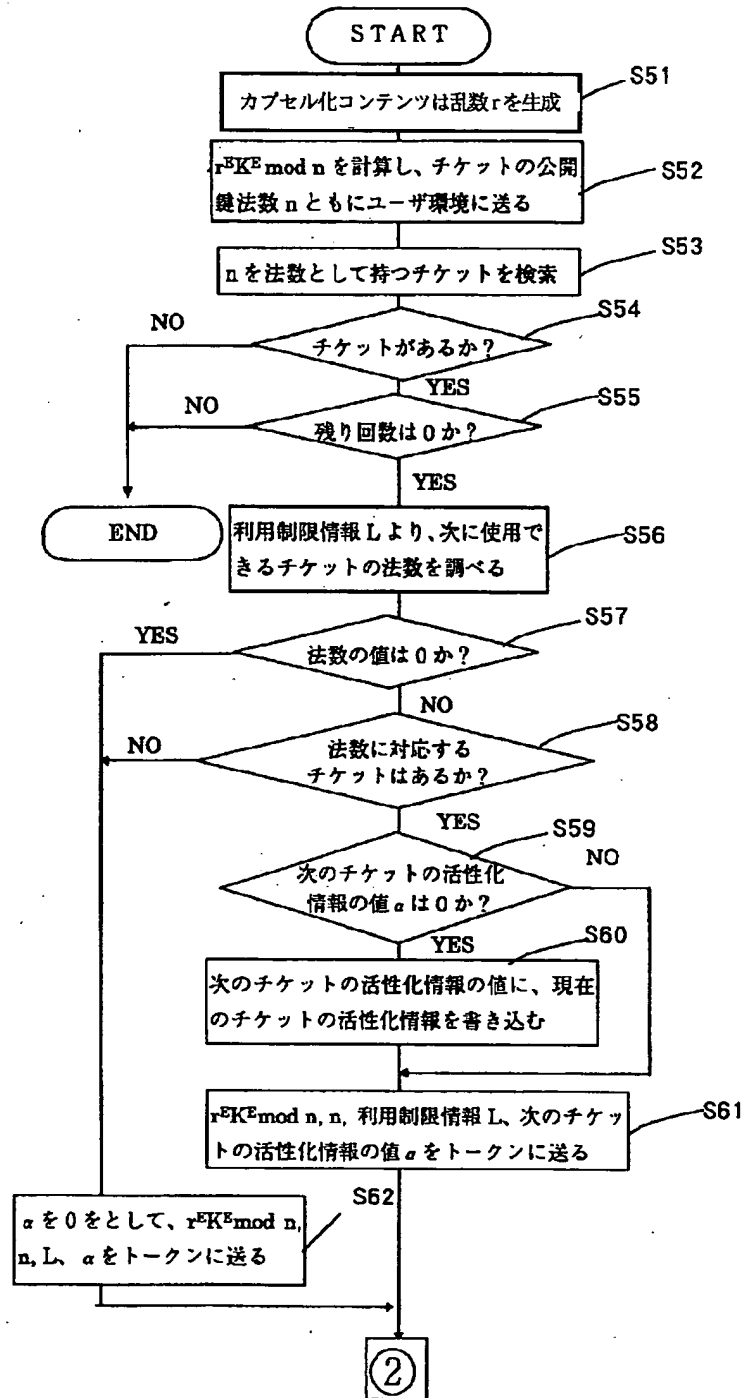 START
S51
カプセル化コンテンツは乱数rを生成
rᴱKᴱ mod n を計算し、チケットの公開
鍵法数 n ともにユーザ環境に送る
S52
S53
n を法数として持つチケットを検索
S54
NO
チケットがあるか？
YES
S55
NO
残り回数は0か？
YES
END
利用制限情報Lより、次に使用で
きるチケットの法数を調べる
S56
S57
YES
法数の値は0か？
NO
S58
NO
法数に対応する
チケットはあるか？
YES
S59
NO
次のチケットの活性化
情報の値αは0か？
YES
S60
次のチケットの活性化情報の値に、現在
のチケットの活性化情報を書き込む
rᴱKᴱmod n, n, 利用制限情報 L、次のチケッ
トの活性化情報の値αをトークンに送る
S61
S62
αを0をとして、rᴱKᴱmod n,
n, L、αをトークンに送る
②